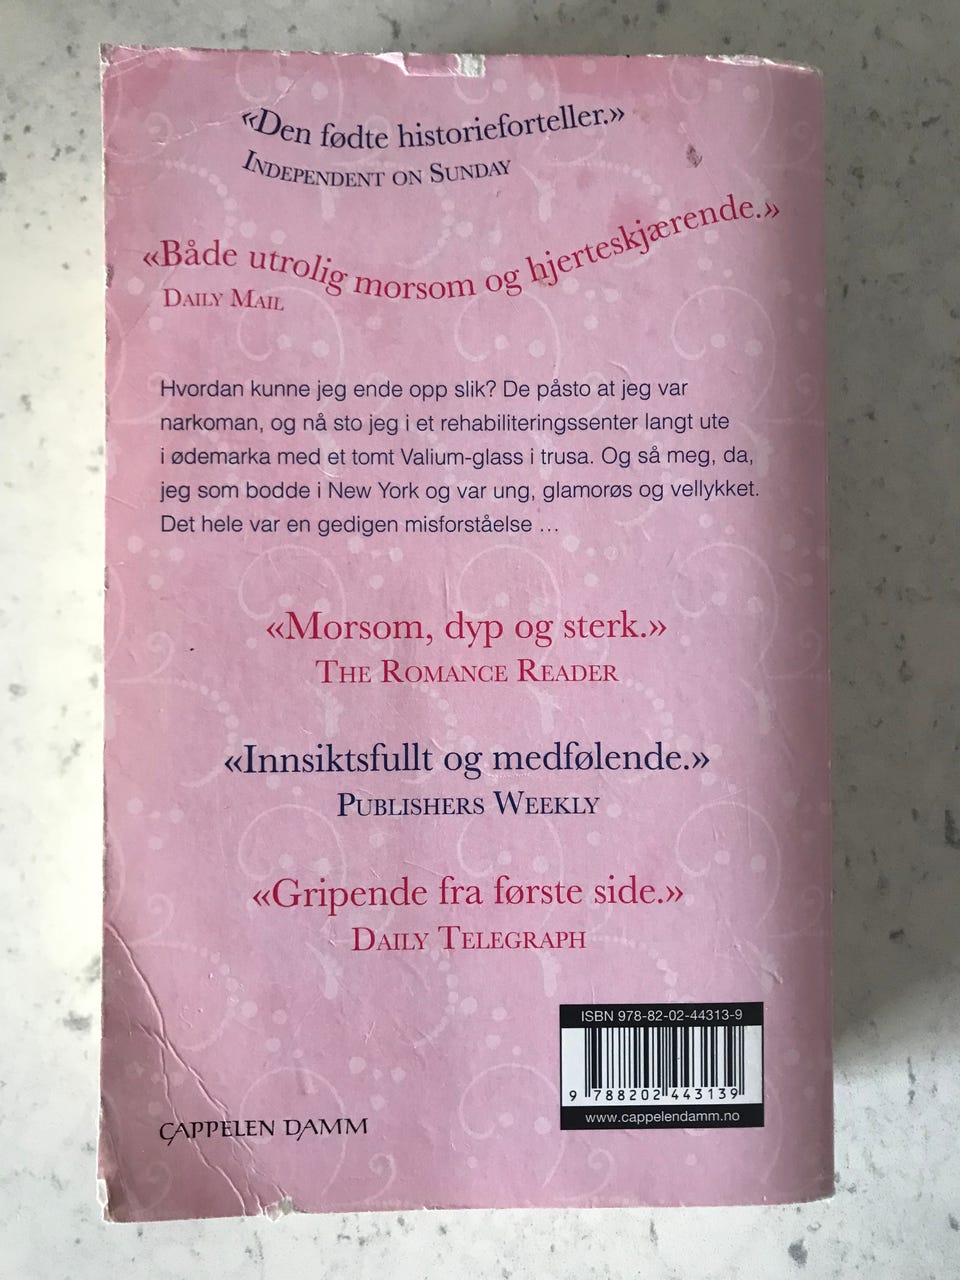 «Den fødte historieforteller.»
INDEPENDENT ON SUNDAY
«Både utrolig morsom og hjerteskjærende.»
DAILY MAIL
Hvordan kunne jeg ende opp slik? De påsto at jeg var
narkoman, og nå sto jeg i et rehabiliteringssenter langt ute
i ødemarka med et tomt Valium-glass i trusa. Og så meg, da,
jeg som bodde i New York og var ung, glamorøs og vellykket.
Det hele var en gedigen misforståelse ...
«Morsom, dyp og sterk.»
THE ROMANCE READER
«Innsiktsfullt og medfølende.»
PUBLISHERS WEEKLY
«Gripende fra første side.»
DAILY TELEGRAPH
ISBN 978-82-02-44313-9
9 788202 443139
www.cappelendamm.no
CAPPELEN DAMM